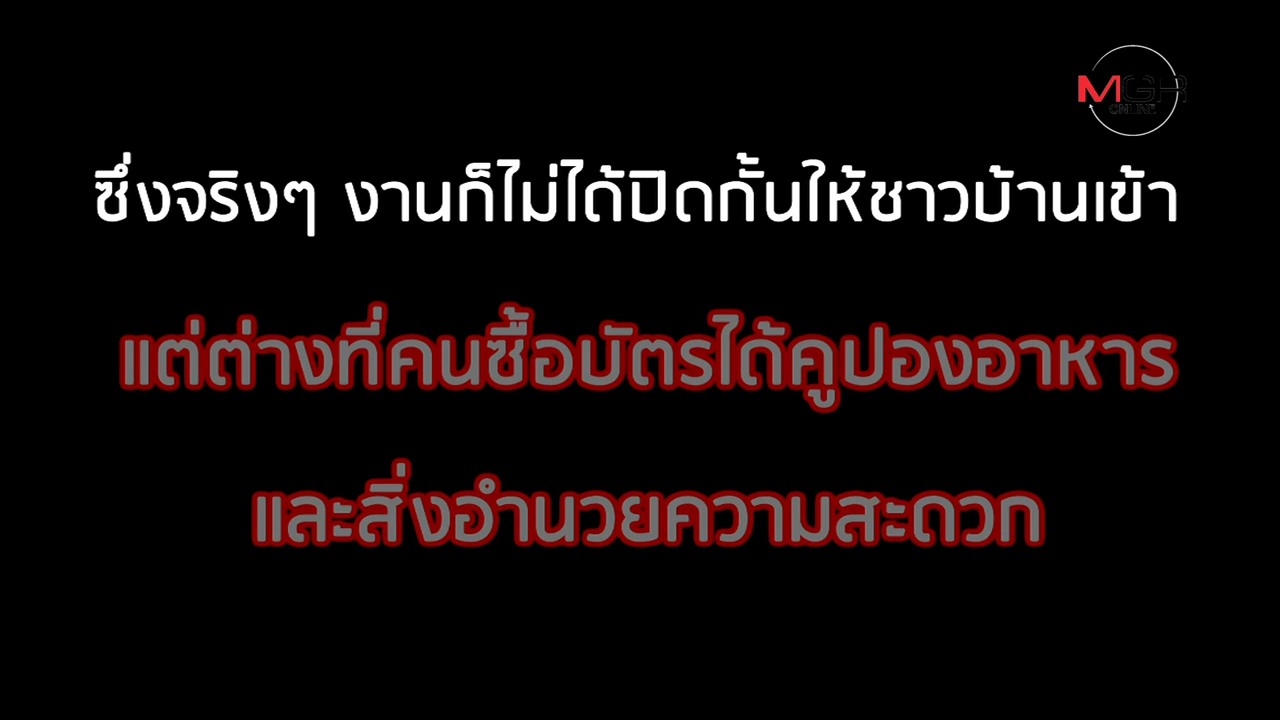 MGR
ONLINE
ซึ่งจริงๆ งานก็ไม่ได้ปิดกั้นให้ชาวบ้านเข้า
แต่ต่างที่คนซื้อบัตรได้คูปองอาหาร
และสิ่งอำนวยความสะดวก